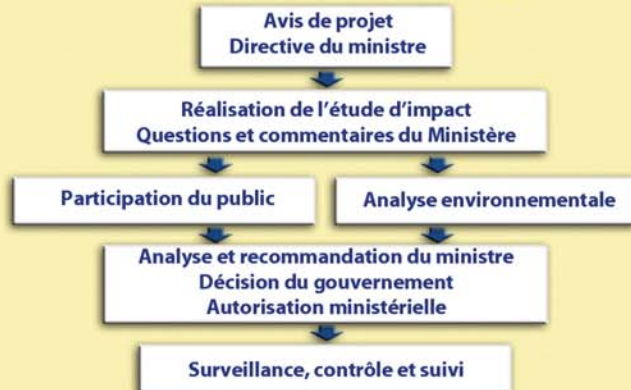 Avis de projet
Directive du ministre
Réalisation de l'étude d'impact
Questions et commentaires du Ministère
Participation du public
Analyse environnementale
Analyse et recommandation du ministre
Décision du gouvernement
Autorisation ministérielle
Surveillance, contrôle et suivi